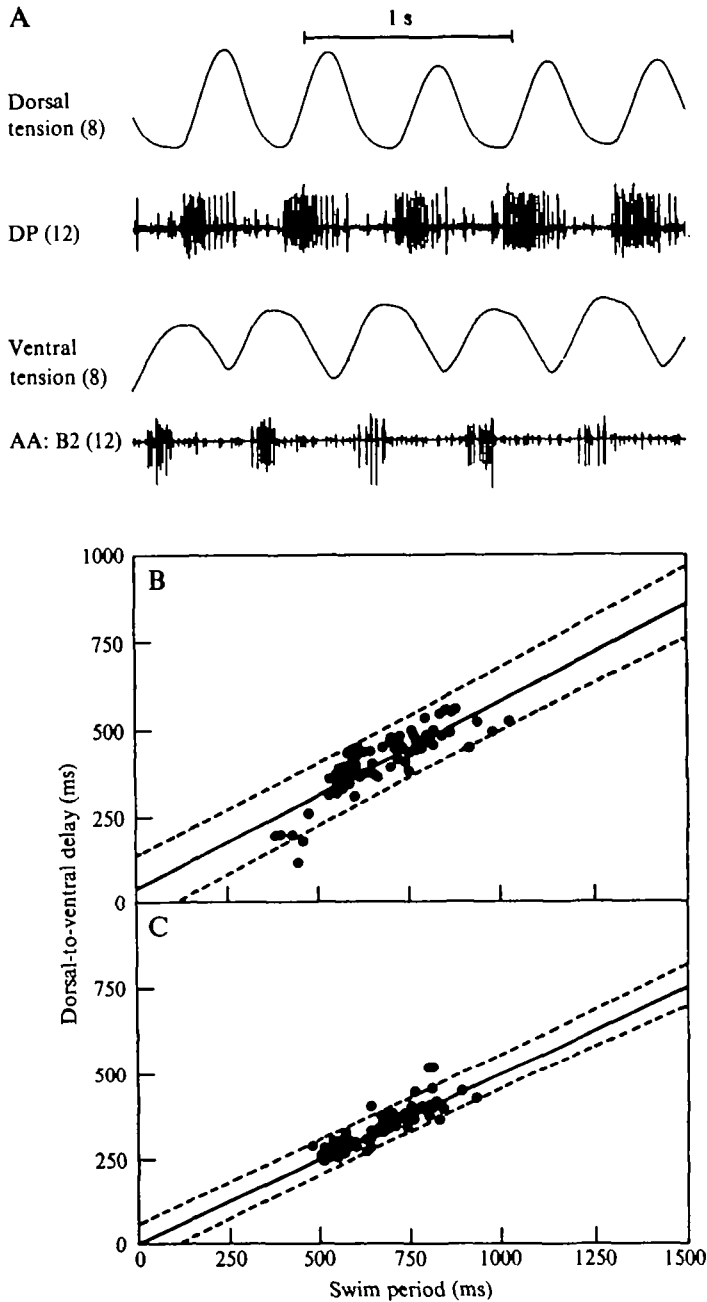 A
1 s
Dorsal
tension (8)
DP (12)
Ventral
tension (8)
AA: B2 (12)
B
1000
750
500
250
0
C
750
500
250
0
Dorsal-to-ventral delay (ms)
0 250 500 750 1000 1250 1500
Swim period (ms)